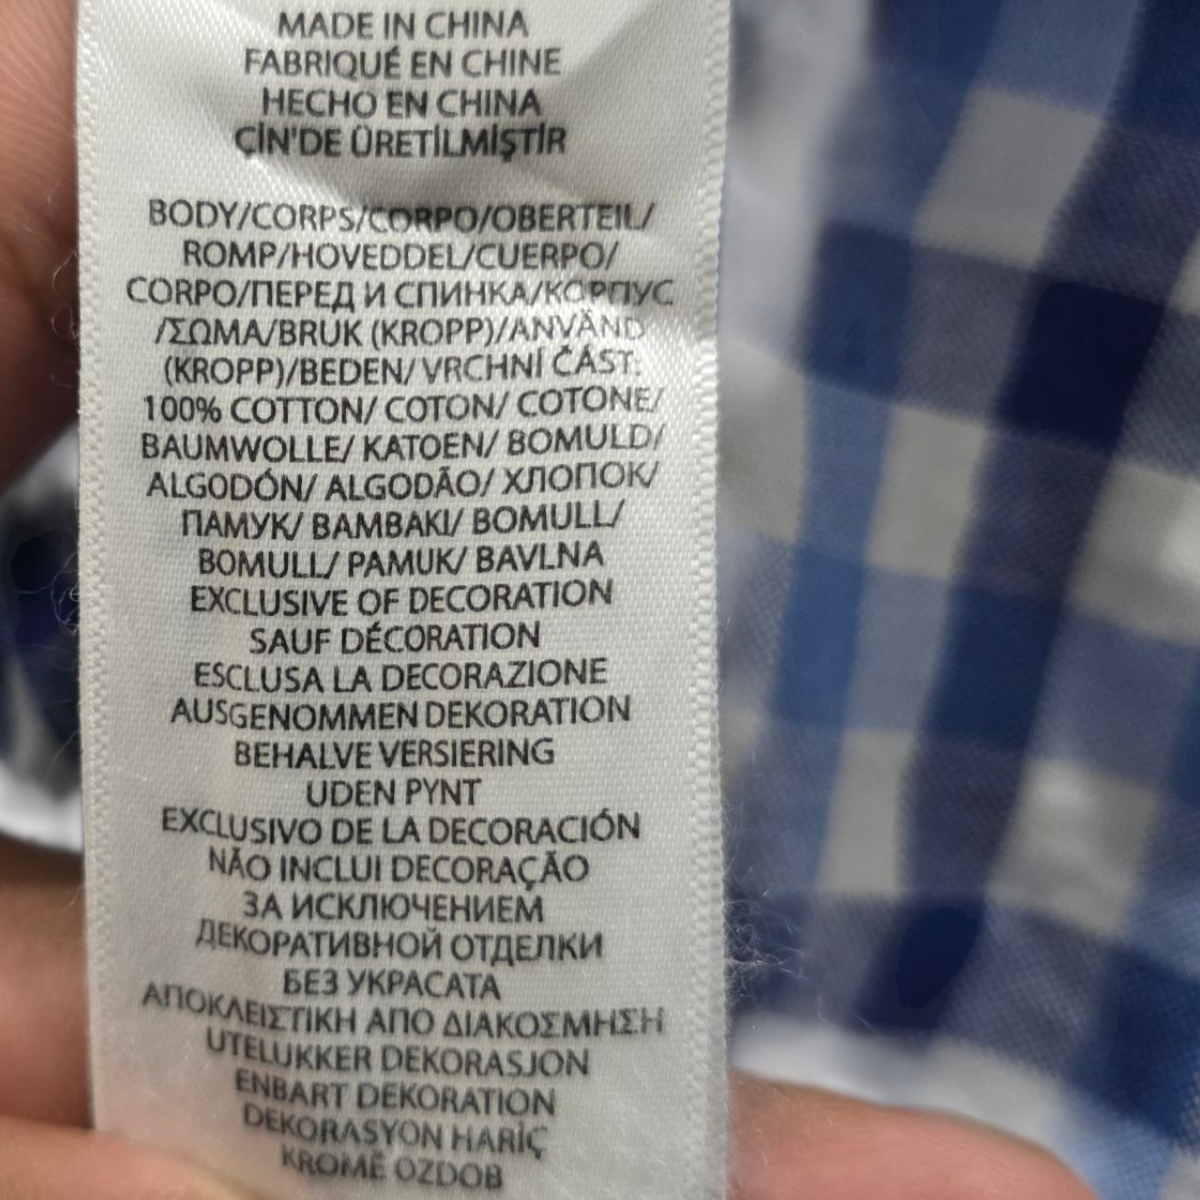 MADE IN CHINA
FABRIQUÉ EN CHINE
HECHO EN CHINA
ÇİN'DE ÜRETİLMİŞTİR
BODY/CORPS/CORPO/OBERTEIL/
ROMP/HOVEDDEL/CUERPO/
CORPO/ПЕРЕД И СПИНКА/КОРПУС
/ΣΩΜΑ/BRUK (KROPP)/ANVÄND
(KROPP)/BEDEN/ VRCHNÍ ČÁST:
100% COTTON/ COTON/ COTONE/
BAUMWOLLE/ KATOEN/ BOMULD/
ALGODÓN/ ALGODÃO/ ХЛОПОК/
ПАМУК/ BAMBAKI/ BOMULL/
BOMULL/ PAMUK/ BAVLNA
EXCLUSIVE OF DECORATION
SAUF DÉCORATION
ESCLUSA LA DECORAZIONE
AUSGENOMMEN DEKORATION
BEHALVE VERSIERING
UDEN PYNT
EXCLUSIVO DE LA DECORACIÓN
NÃO INCLUI DECORAÇÃO
ЗА ИСКЛЮЧЕНИЕМ
ДЕКОРАТИВНОЙ ОТДЕЛКИ
БЕЗ УКРАСАТА
ΑΠΟΚΛΕΙΣΤΙΚΗ ΑΠΟ ΔΙΑΚΟΣΜΗΣΗ
UTELUKKER DEKORASJON
ENBART DEKORATION
DEKORASYON HARİÇ
KROMĚ OZDOB